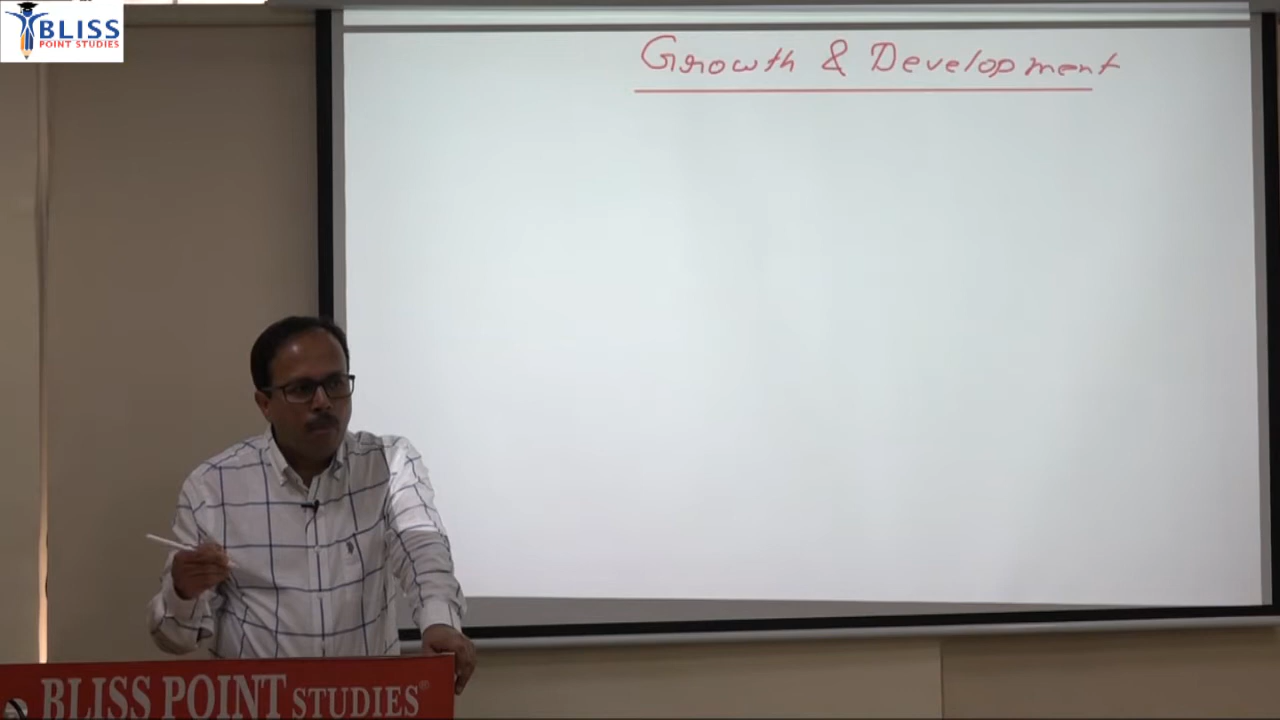 BLISS
POINT STUDIES
Growth & Development
BLISS POINT STUDIES®